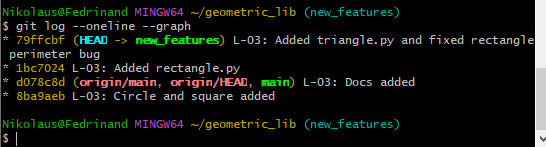 Nikolaus@Fedrinand MINGW64 ~/geometric_lib (new_features)
$ git log --oneline --graph
* 79ffcbf (HEAD -> new_features) L-03: Added triangle.py and fixed rectangle
perimeter bug
* 1bc7024 L-03: Added rectangle.py
* d078c8d (origin/main, origin/HEAD, main) L-03: Docs added
* 8ba9aeb L-03: Circle and square added
Nikolaus@Fedrinand MINGW64 ~/geometric_lib (new_features)
$